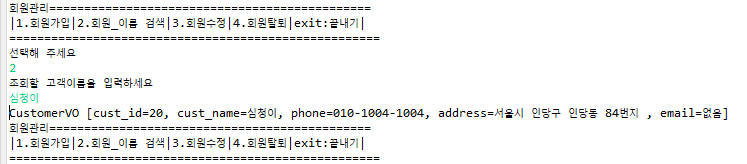 회원관리==============================================
|1.회원가입|2.회원_이름 검색|3.회원수정|4.회원탈퇴|exit:끝내기|
=====================================================
선택해 주세요
2
조회할 고객이름을 입력하세요
심청이
CustomerVO [cust_id=20, cust_name=심청이, phone=010-1004-1004, address=서울시 인당구 인당동 84번지 , email=없음]
회원관리==============================================
|1.회원가입|2.회원_이름 검색|3.회원수정|4.회원탈퇴|exit:끝내기|
=====================================================